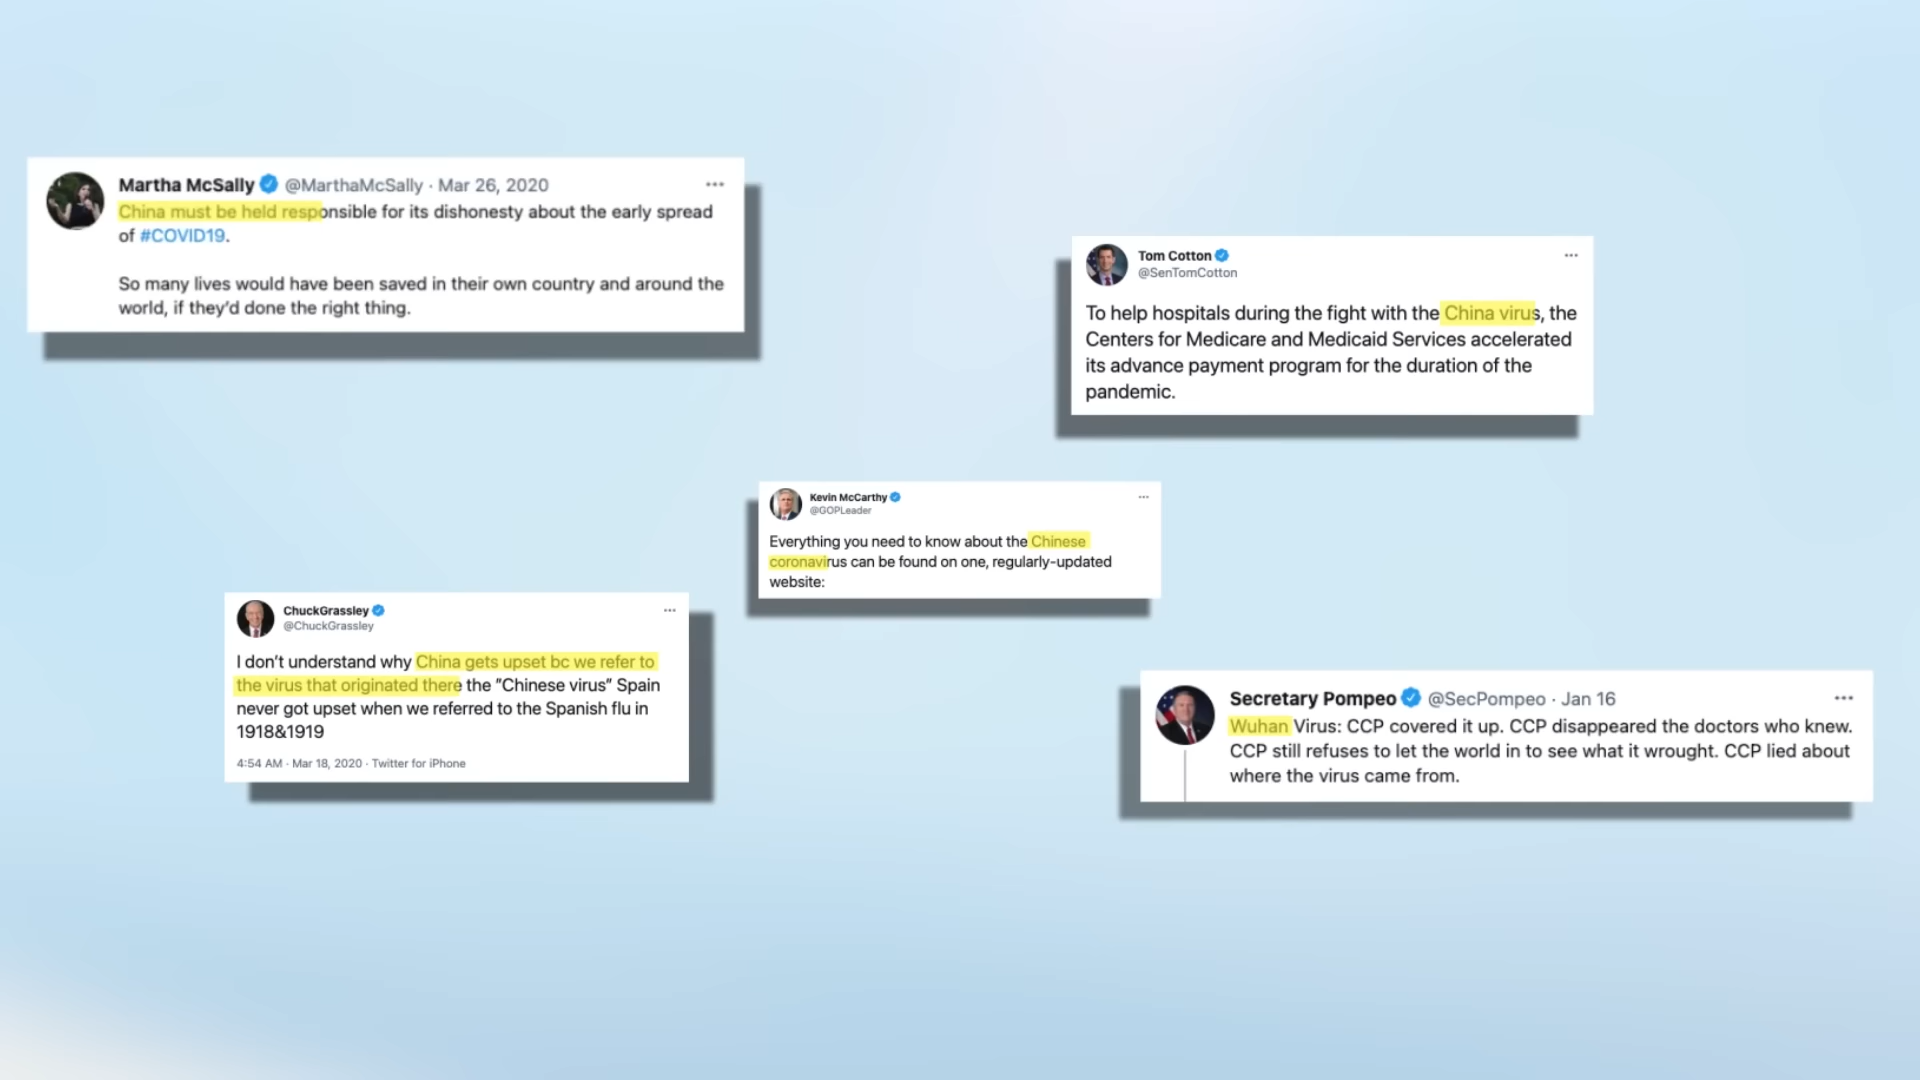 Martha McSally @MarthaMcSally · Mar 26, 2020
China must be held responsible for its dishonesty about the early spread
of #COVID19.
So many lives would have been saved in their own country and around the
world, if they'd done the right thing.
Tom Cotton
@SenTomCotton
To help hospitals during the fight with the China virus, the
Centers for Medicare and Medicaid Services accelerated
its advance payment program for the duration of the
pandemic.
Kevin McCarthy
@GOPLeader
Everything you need to know about the Chinese
coronavirus can be found on one, regularly-updated
website:
ChuckGrassley
@ChuckGrassley
I don't understand why China gets upset bc we refer to
the virus that originated there the "Chinese virus" Spain
never got upset when we referred to the Spanish flu in
1918&1919
4:54 AM · Mar 18, 2020 · Twitter for iPhone
Secretary Pompeo @SecPompeo · Jan 16
Wuhan Virus: CCP covered it up. CCP disappeared the doctors who knew.
CCP still refuses to let the world in to see what it wrought. CCP lied about
where the virus came from.